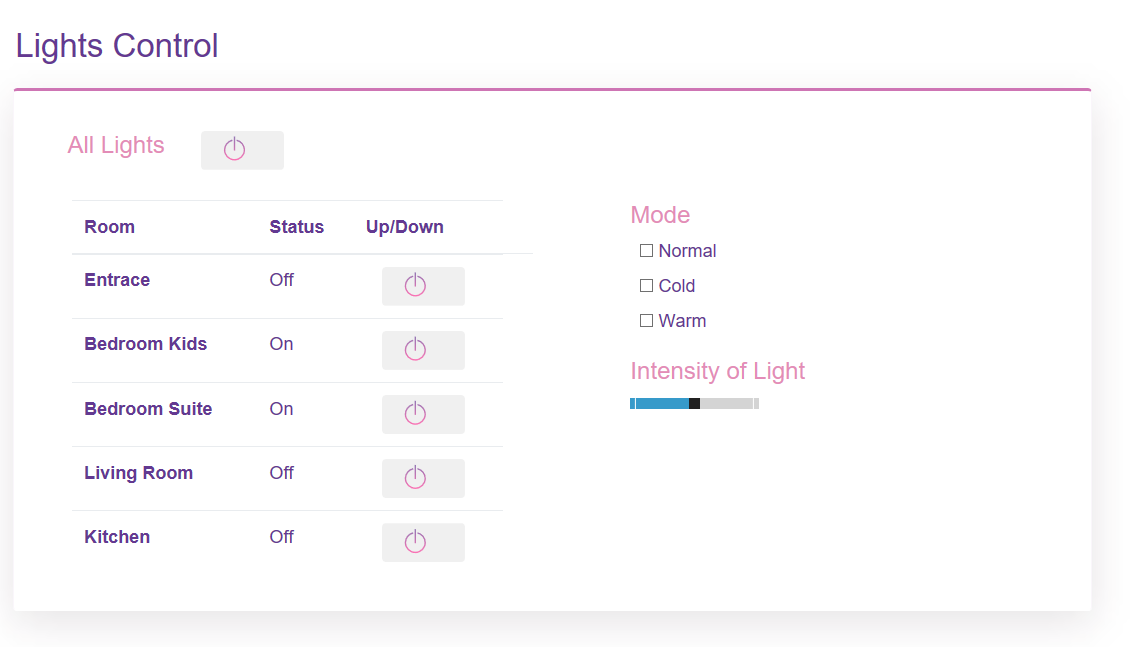 Lights Control
All Lights
Room Status Up/Down
Entrace Off
Bedroom Kids On
Bedroom Suite On
Living Room Off
Kitchen Off
Mode
Normal
Cold
Warm
Intensity of Light